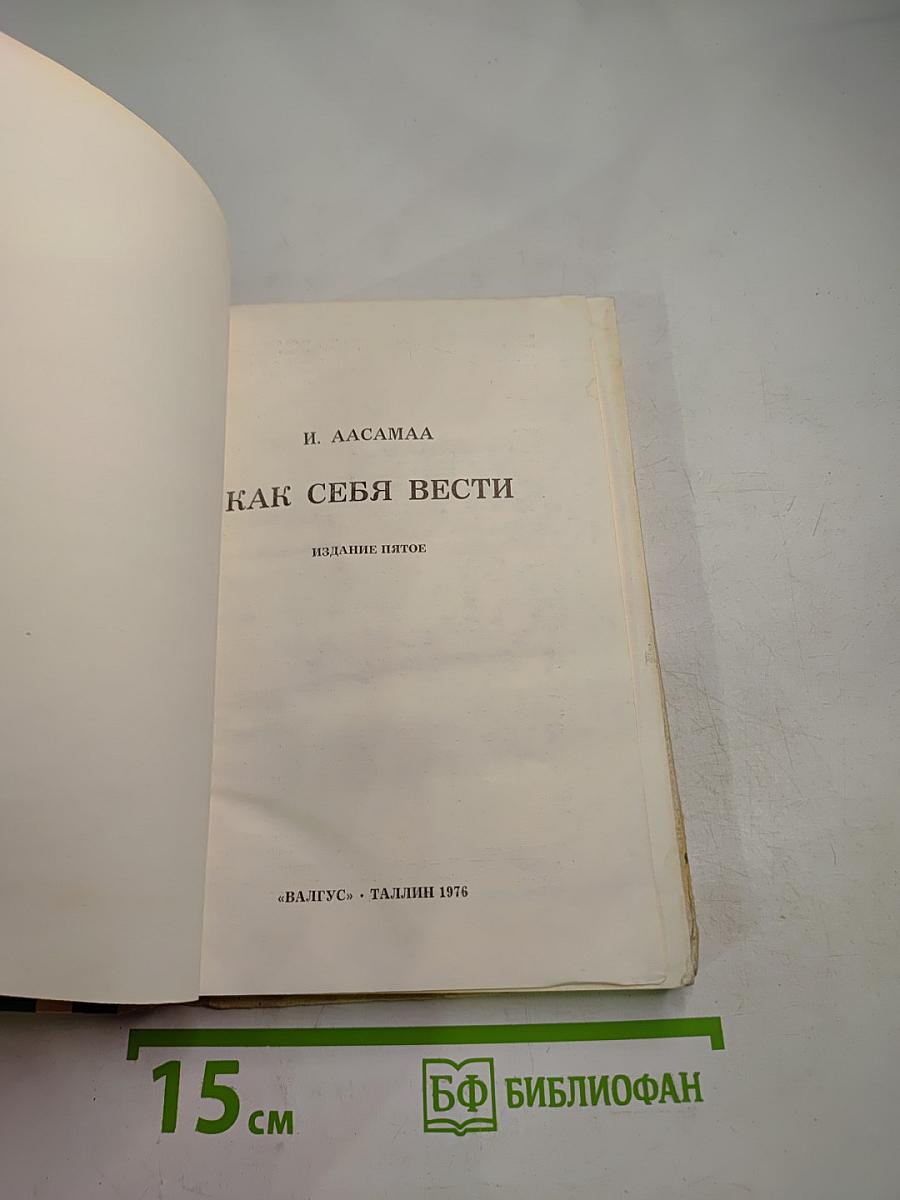 И. ААСАМАА
КАК СЕБЯ ВЕСТИ
ИЗДАНИЕ ПЯТОЕ
«ВАЛГУС» · ТАЛЛИН 1976
15 см
БФ БИБЛИОФАН